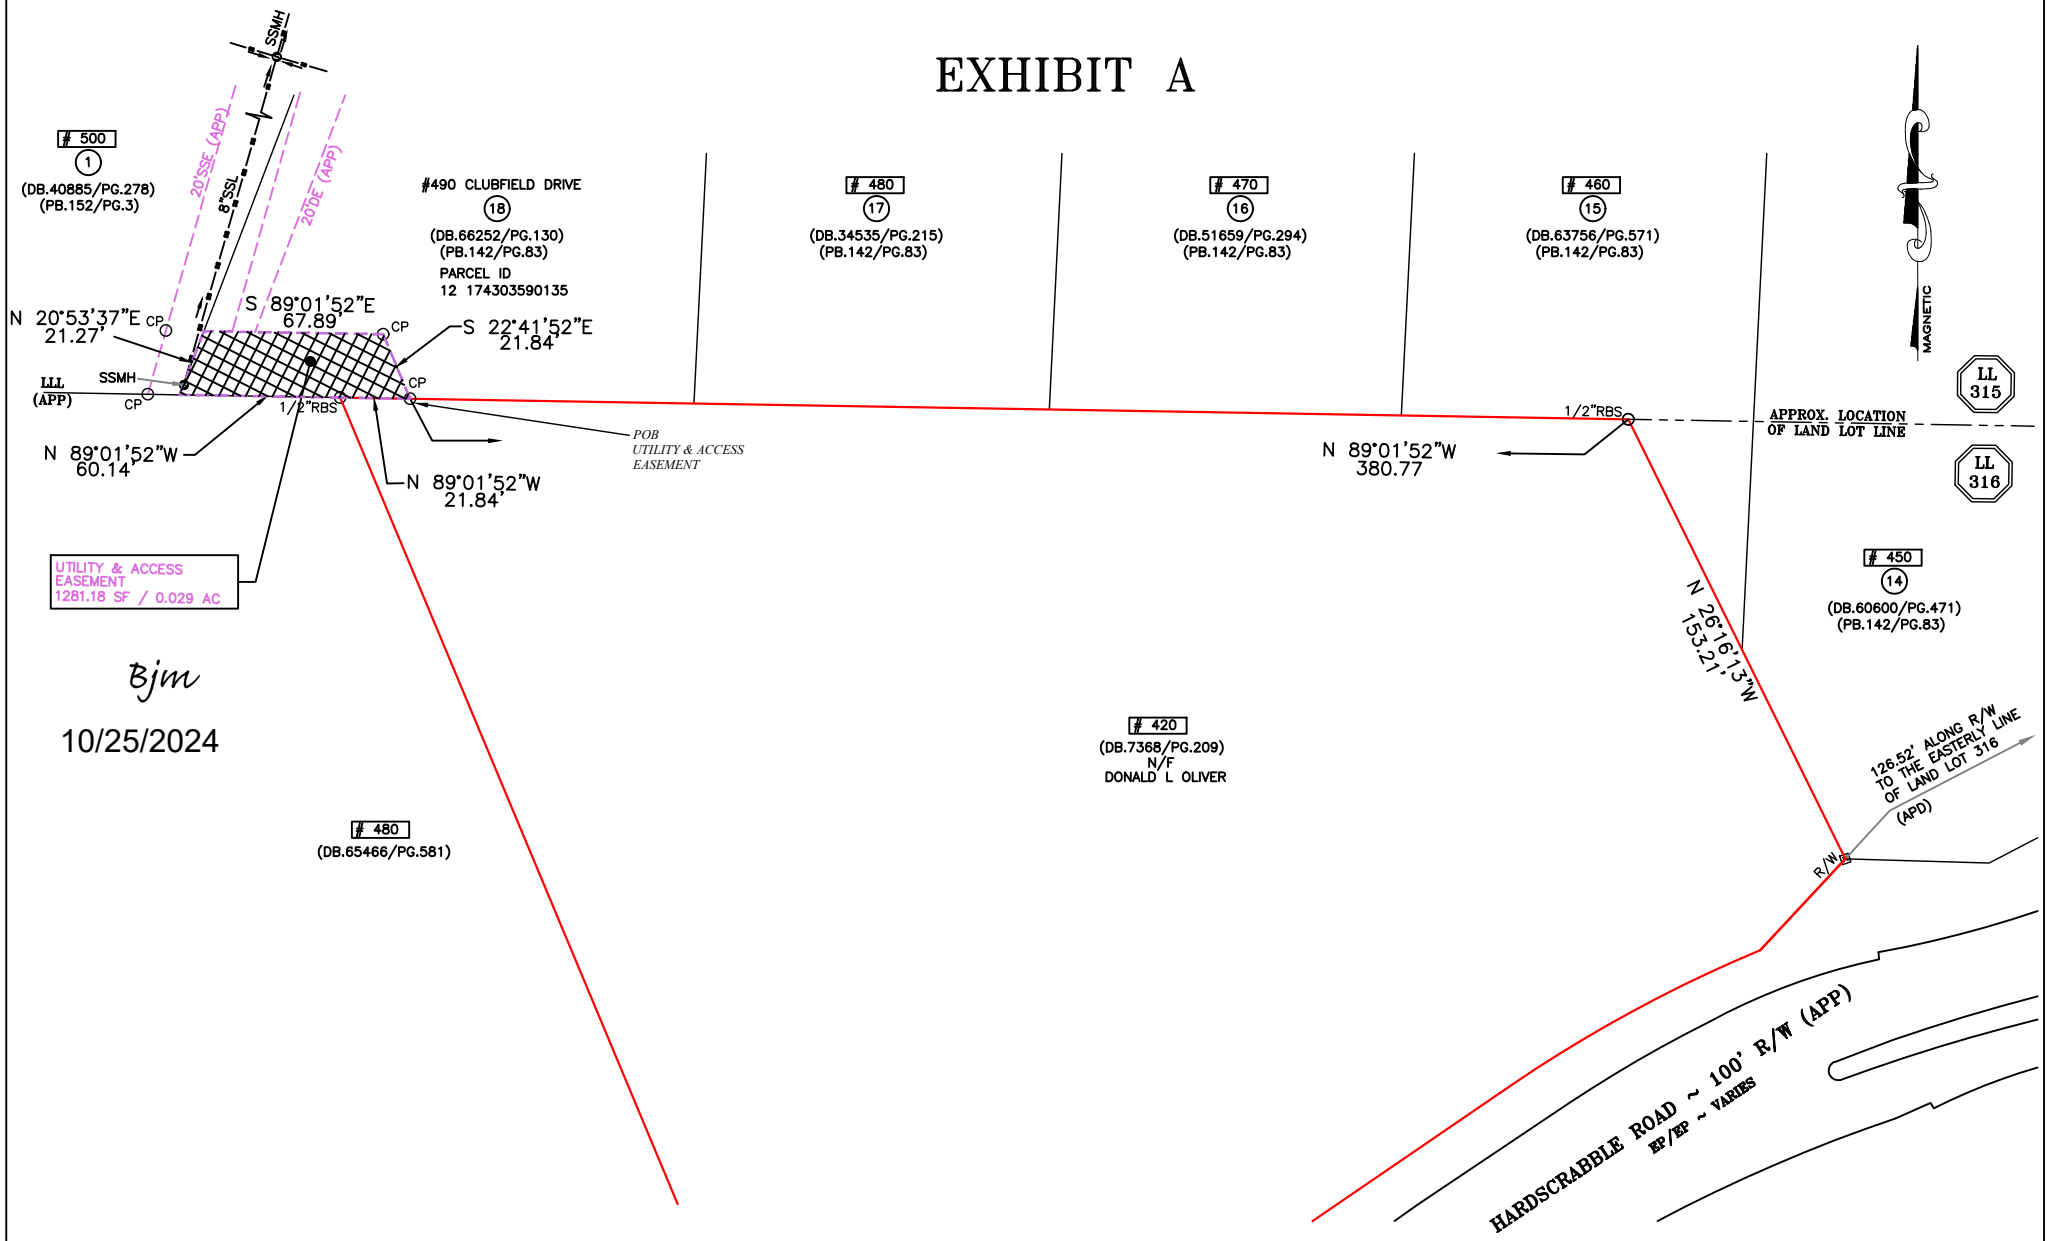 EXHIBIT A
SSMH
20'SSE (APP)
8"SSL
20'DE (APP)
# 500
1
(DB.40885/PG.278)
(PB.152/PG.3)
#490 CLUBFIELD DRIVE
18
(DB.66252/PG.130)
(PB.142/PG.83)
PARCEL ID
12 174303590135
# 480
17
(DB.34535/PG.215)
(PB.142/PG.83)
# 470
16
(DB.51659/PG.294)
(PB.142/PG.83)
# 460
15
(DB.63756/PG.571)
(PB.142/PG.83)
MAGNETIC
N 20°53'37"E
21.27'
CP
S 89°01'52"E
67.89'
CP
S 22°41'52"E
21.84'
LLL
(APP)
SSMH
CP
1/2"RBS
CP
POB
UTILITY & ACCESS
EASEMENT
N 89°01'52"W
60.14'
N 89°01'52"W
21.84'
N 89°01'52"W
380.77
1/2"RBS
APPROX. LOCATION
OF LAND LOT LINE
LL
315
LL
316
UTILITY & ACCESS
EASEMENT
1281.18 SF / 0.029 AC
# 450
14
(DB.60600/PG.471)
(PB.142/PG.83)
N 26°16'13"W
153.21'
Bjm
10/25/2024
# 420
(DB.7368/PG.209)
N/F
DONALD L OLIVER
126.52' ALONG R/W
TO THE EASTERLY LINE
OF LAND LOT 316
(APD)
R/W
# 480
(DB.65466/PG.581)
HARDSCRABBLE ROAD ~ 100' R/W (APP)
EP/EP ~ VARIES